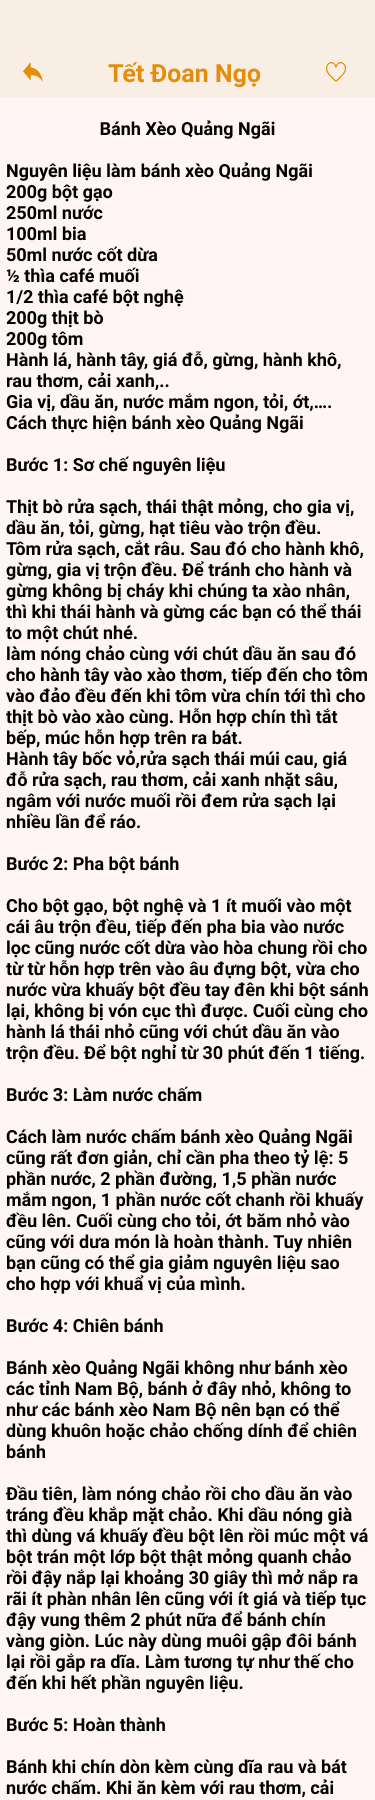 Tết Đoan Ngọ
Bánh Xèo Quảng Ngãi
Nguyên liệu làm bánh xèo Quảng Ngãi
200g bột gạo
250ml nước
100ml bia
50ml nước cốt dừa
½ thìa café muối
1/2 thìa café bột nghệ
200g thịt bò
200g tôm
Hành lá, hành tây, giá đỗ, gừng, hành khô,
rau thơm, cải xanh,..
Gia vị, dầu ăn, nước mắm ngon, tỏi, ớt,....
Cách thực hiện bánh xèo Quảng Ngãi
Bước 1: Sơ chế nguyên liệu
Thịt bò rửa sạch, thái thật mỏng, cho gia vị,
dầu ăn, tỏi, gừng, hạt tiêu vào trộn đều.
Tôm rửa sạch, cắt râu. Sau đó cho hành khô,
gừng, gia vị trộn đều. Để tránh cho hành và
gừng không bị cháy khi chúng ta xào nhân,
thì khi thái hành và gừng các bạn có thể thái
to một chút nhé.
làm nóng chảo cùng với chút dầu ăn sau đó
cho hành tây vào xào thơm, tiếp đến cho tôm
vào đảo đều đến khi tôm vừa chín tới thì cho
thịt bò vào xào cùng. Hỗn hợp chín thì tắt
bếp, múc hỗn hợp trên ra bát.
Hành tây bốc vỏ,rửa sạch thái múi cau, giá
đỗ rửa sạch, rau thơm, cải xanh nhặt sâu,
ngâm với nước muối rồi đem rửa sạch lại
nhiều lần để ráo.
Bước 2: Pha bột bánh
Cho bột gạo, bột nghệ và 1 ít muối vào một
cái âu trộn đều, tiếp đến pha bia vào nước
lọc cũng nước cốt dừa vào hòa chung rồi cho
từ từ hỗn hợp trên vào âu đựng bột, vừa cho
nước vừa khuấy bột đều tay đên khi bột sánh
lại, không bị vón cục thì được. Cuối cùng cho
hành lá thái nhỏ cũng với chút dầu ăn vào
trộn đều. Để bột nghỉ từ 30 phút đến 1 tiếng.
Bước 3: Làm nước chấm
Cách làm nước chấm bánh xèo Quảng Ngãi
cũng rất đơn giản, chỉ cần pha theo tỷ lệ: 5
phần nước, 2 phần đường, 1,5 phần nước
mắm ngon, 1 phần nước cốt chanh rồi khuấy
đều lên. Cuối cùng cho tỏi, ớt băm nhỏ vào
cũng với dưa món là hoàn thành. Tuy nhiên
bạn cũng có thể gia giảm nguyên liệu sao
cho hợp với khuẩ vị của mình.
Bước 4: Chiên bánh
Bánh xèo Quảng Ngãi không như bánh xèo
các tỉnh Nam Bộ, bánh ở đây nhỏ, không to
như các bánh xèo Nam Bộ nên bạn có thể
dùng khuôn hoặc chảo chống dính để chiên
bánh
Đầu tiên, làm nóng chảo rồi cho dầu ăn vào
tráng đều khắp mặt chảo. Khi dầu nóng già
thì dùng vá khuấy đều bột lên rồi múc một vá
bột trán một lớp bột thật mỏng quanh chảo
rồi đậy nắp lại khoảng 30 giây thì mở nắp ra
rãi ít phàn nhân lên cũng với ít giá và tiếp tục
đậy vung thêm 2 phút nữa để bánh chín
vàng giòn. Lúc này dùng muôi gập đôi bánh
lại rồi gắp ra dĩa. Làm tương tự như thế cho
đến khi hết phần nguyên liệu.
Bước 5: Hoàn thành
Bánh khi chín dòn kèm cùng dĩa rau và bát
nước chấm. Khi ăn kèm với rau thơm, cải